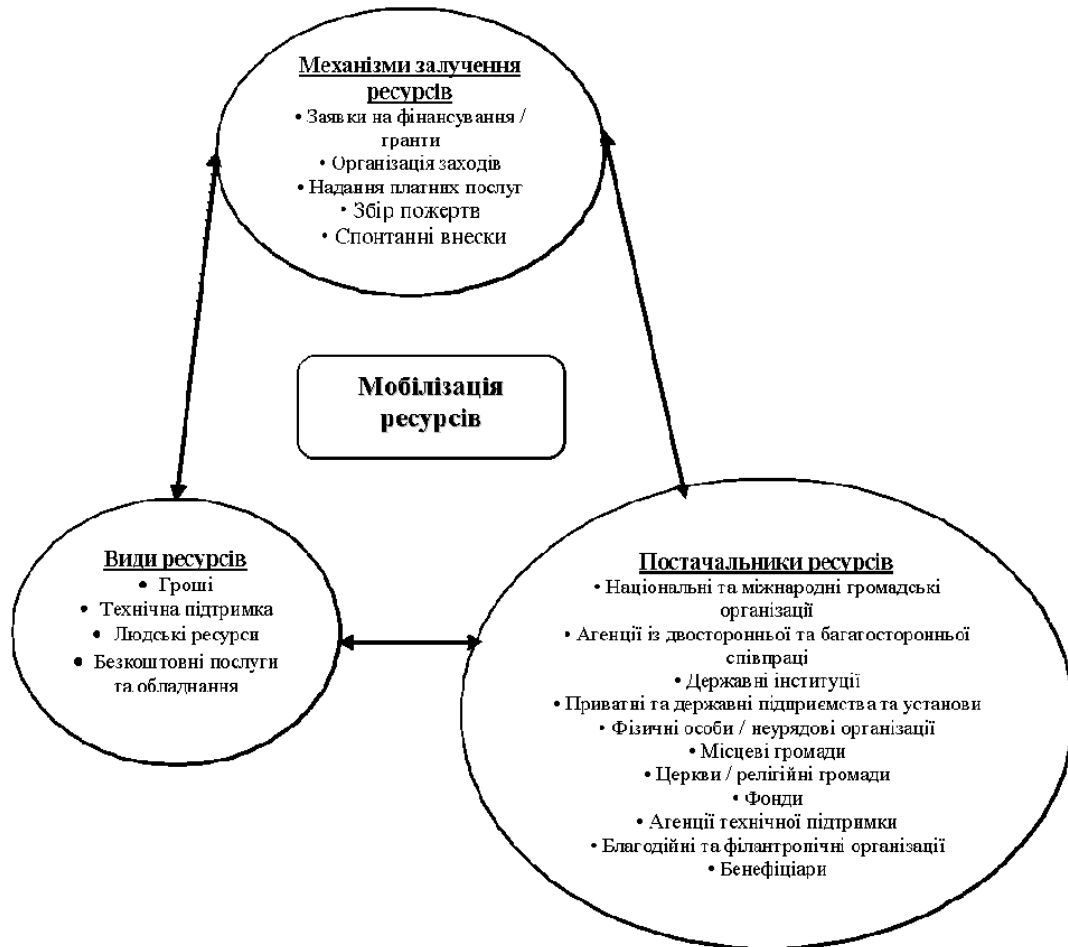 Механізми залучення
ресурсів
• Заявки на фінансування /
гранти
• Організація заходів
• Надання платних послуг
• Збір пожертв
• Спонтанні внески
Мобілізація
ресурсів
Види ресурсів
• Гроші
• Технічна підтримка
• Людські ресурси
• Безкоштовні послуги
та обладнання
Постачальники ресурсів
• Національні та міжнародні громадські
організації
• Агенції із двосторонньої та багатосторонньої
співпраці
• Державні інституції
• Приватні та державні підприємства та установи
• Фізичні особи / неурядові організації
• Місцеві громади
• Церкви / релігійні громади
• Фонди
• Агенції технічної підтримки
• Благодійні та філантропічні організації
• Бенефіціари